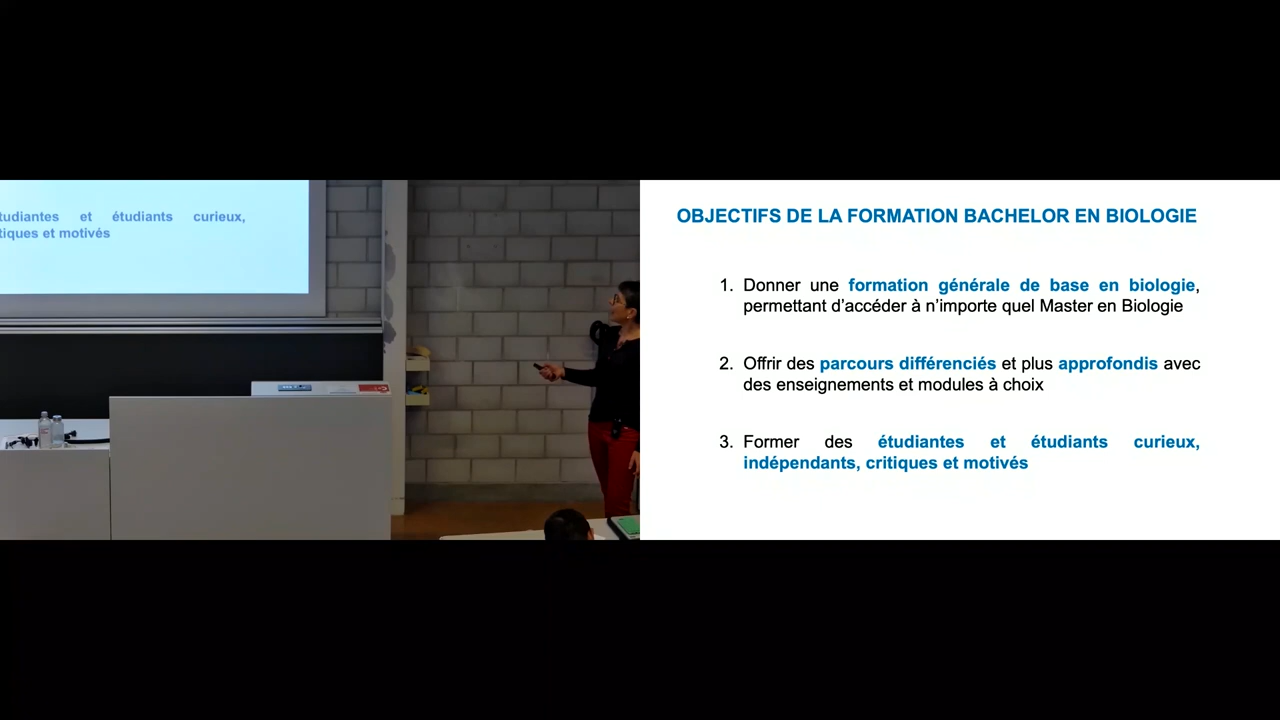 tudiantes et étudiants curieux,
tiques et motivés
OBJECTIFS DE LA FORMATION BACHELOR EN BIOLOGIE
1. Donner une formation générale de base en biologie,
permettant d'accéder à n'importe quel Master en Biologie
2. Offrir des parcours différenciés et plus approfondis avec
des enseignements et modules à choix
3. Former des étudiantes et étudiants curieux,
indépendants, critiques et motivés